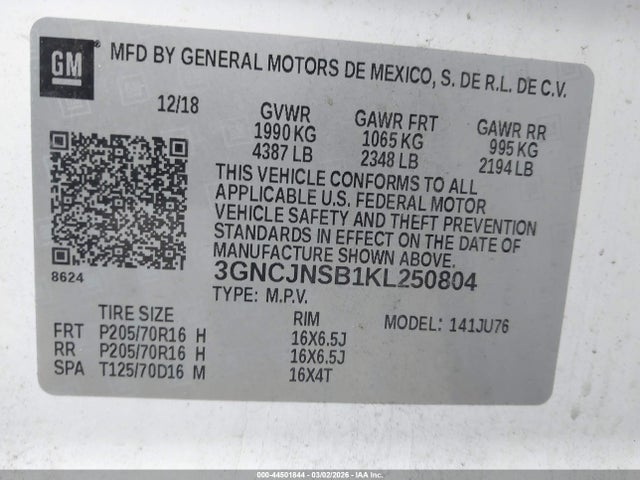 GM
MFD BY GENERAL MOTORS DE MEXICO, S. DE R.L. DE C.V.
12/18 GVWR GAWR FRT GAWR RR
1990 KG 1065 KG 995 KG
4387 LB 2348 LB 2194 LB
THIS VEHICLE CONFORMS TO ALL
APPLICABLE U.S. FEDERAL MOTOR
VEHICLE SAFETY AND THEFT PREVENTION
STANDARDS IN EFFECT ON THE DATE OF
MANUFACTURE SHOWN ABOVE.
8624 3GNCJNSB1KL250804
TYPE: M.P.V.
TIRE SIZE RIM MODEL: 141JU76
FRT P205/70R16 H 16X6.5J
RR P205/70R16 H 16X6.5J
SPA T125/70D16 M 16X4T
000-44501844 | 03/02/2026 | IAA, Inc.